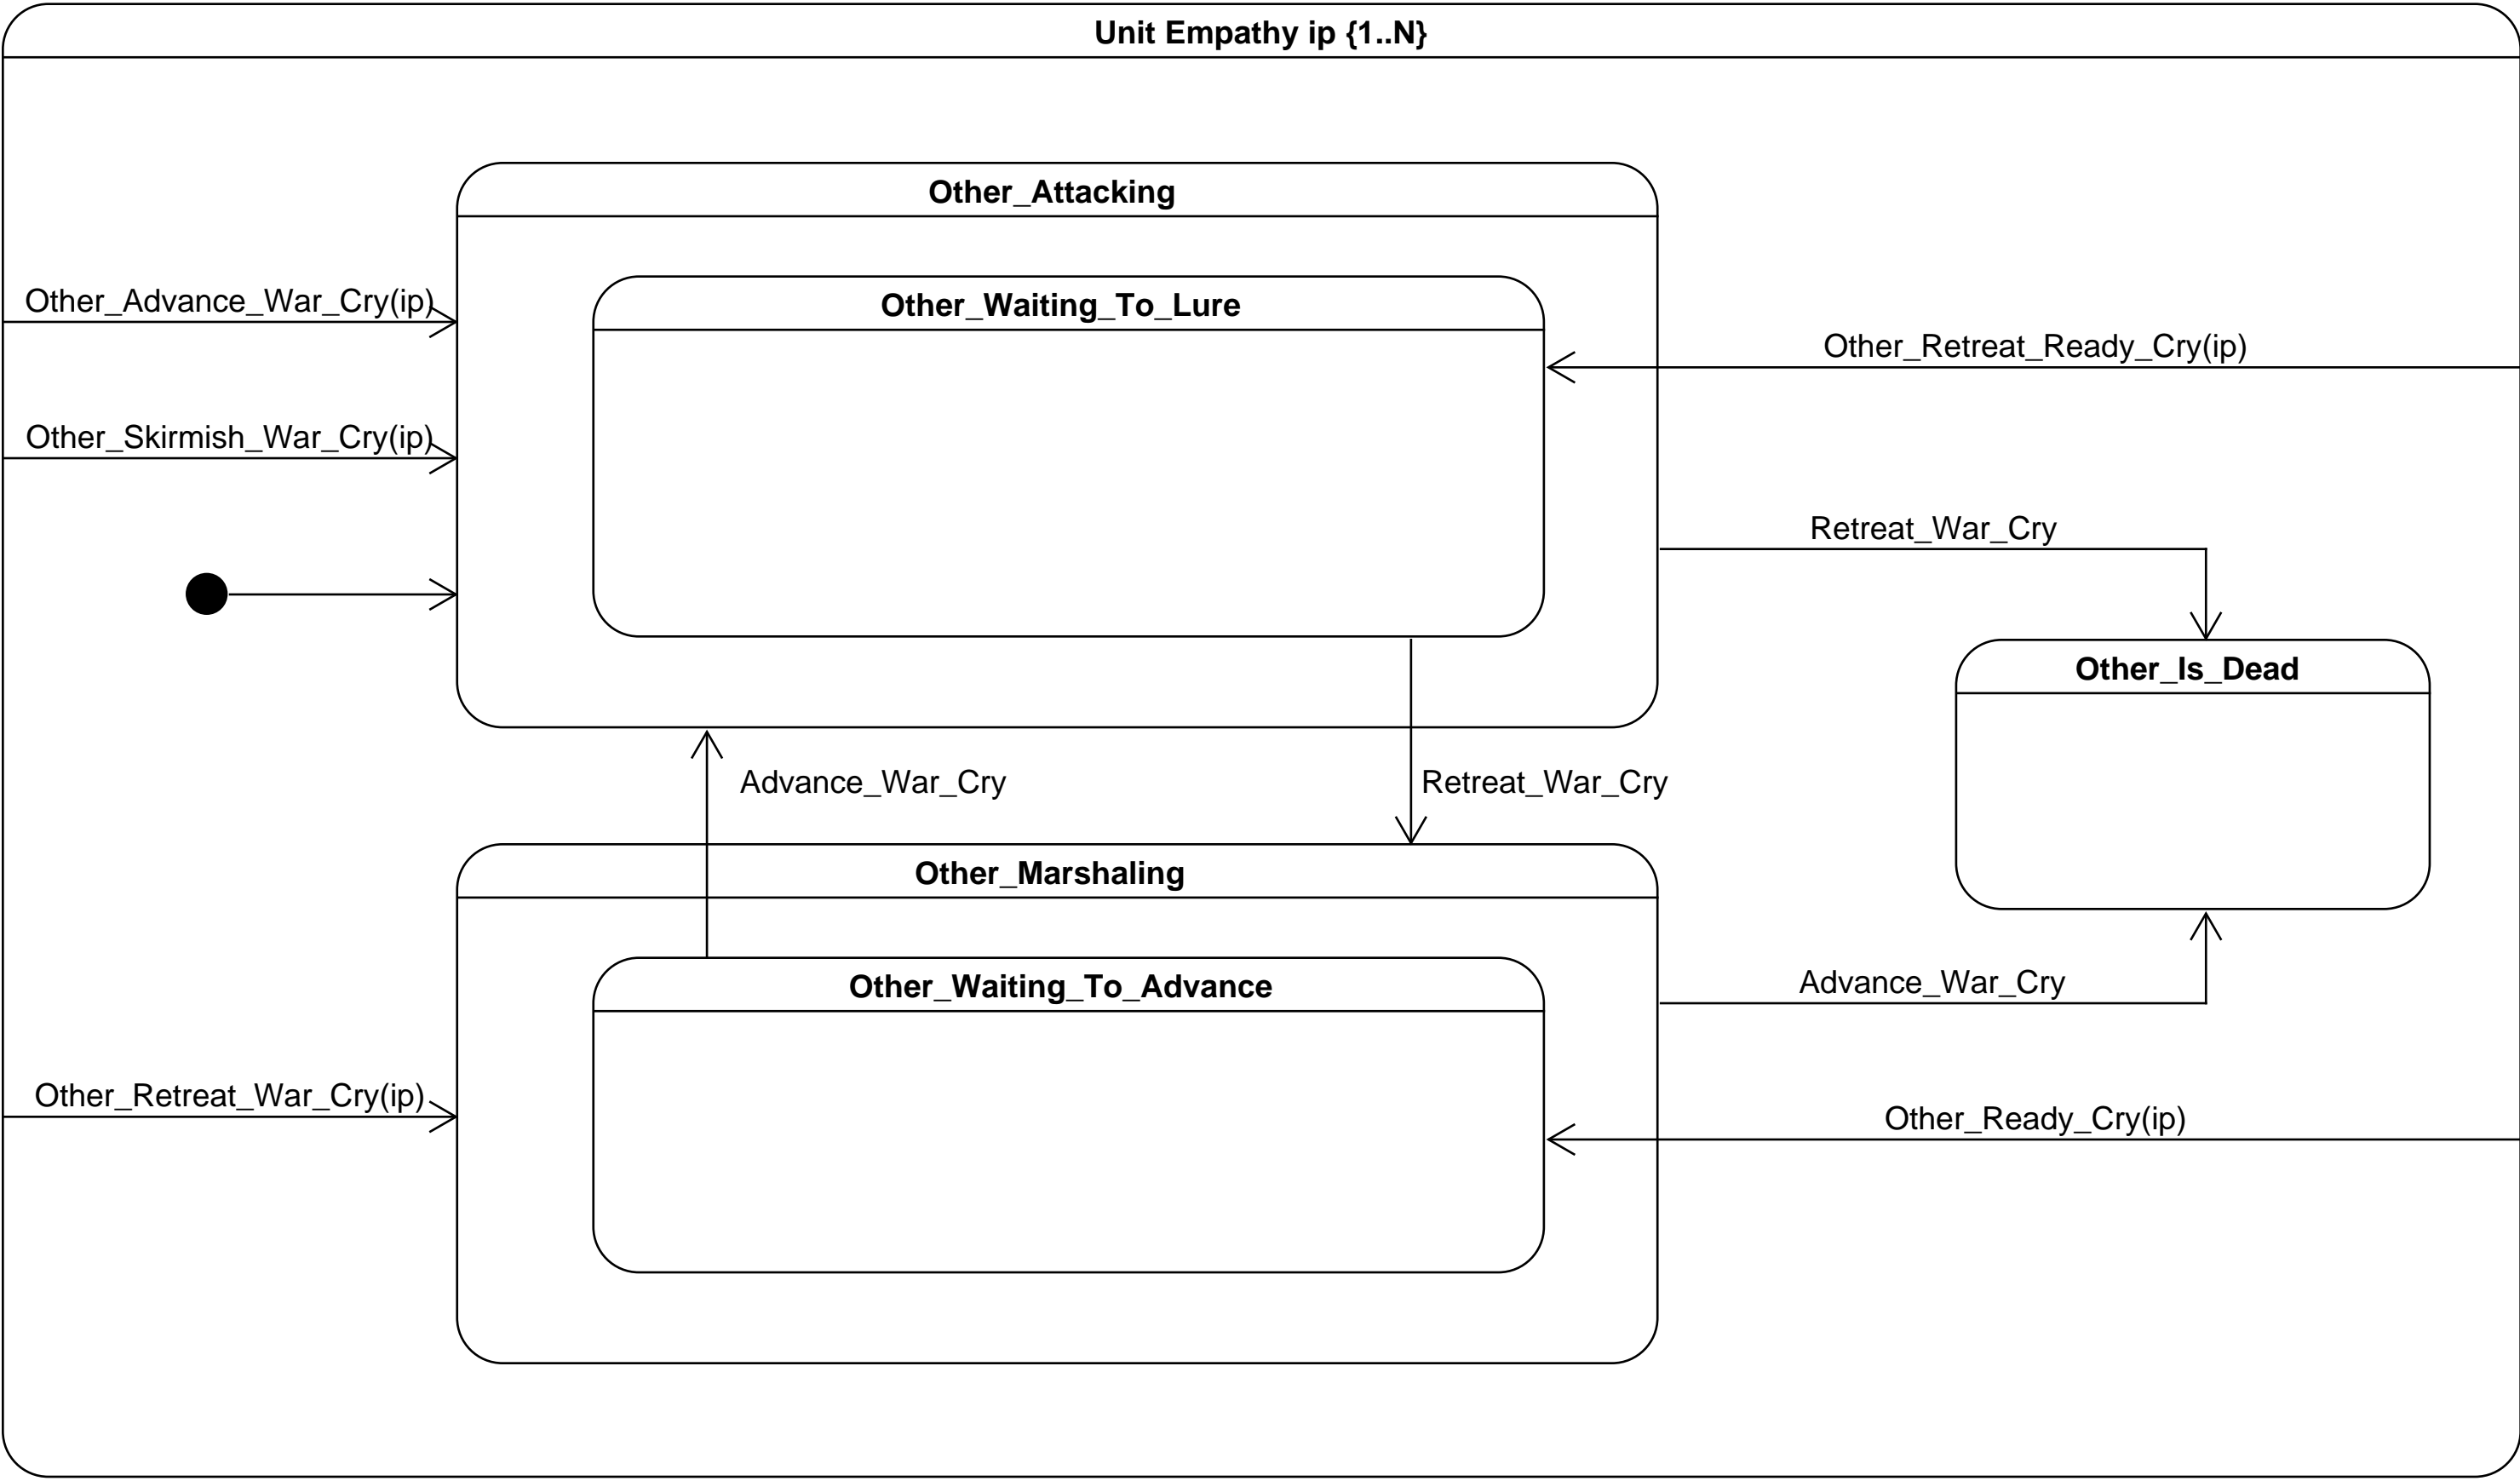 Unit Empathy ip {1..N}
Other_Attacking
Other_Waiting_To_Lure
Other_Advance_War_Cry(ip)
Other_Retreat_Ready_Cry(ip)
Other_Skirmish_War_Cry(ip)
Retreat_War_Cry
Other_Is_Dead
Advance_War_Cry
Retreat_War_Cry
Other_Marshaling
Other_Waiting_To_Advance
Advance_War_Cry
Other_Retreat_War_Cry(ip)
Other_Ready_Cry(ip)